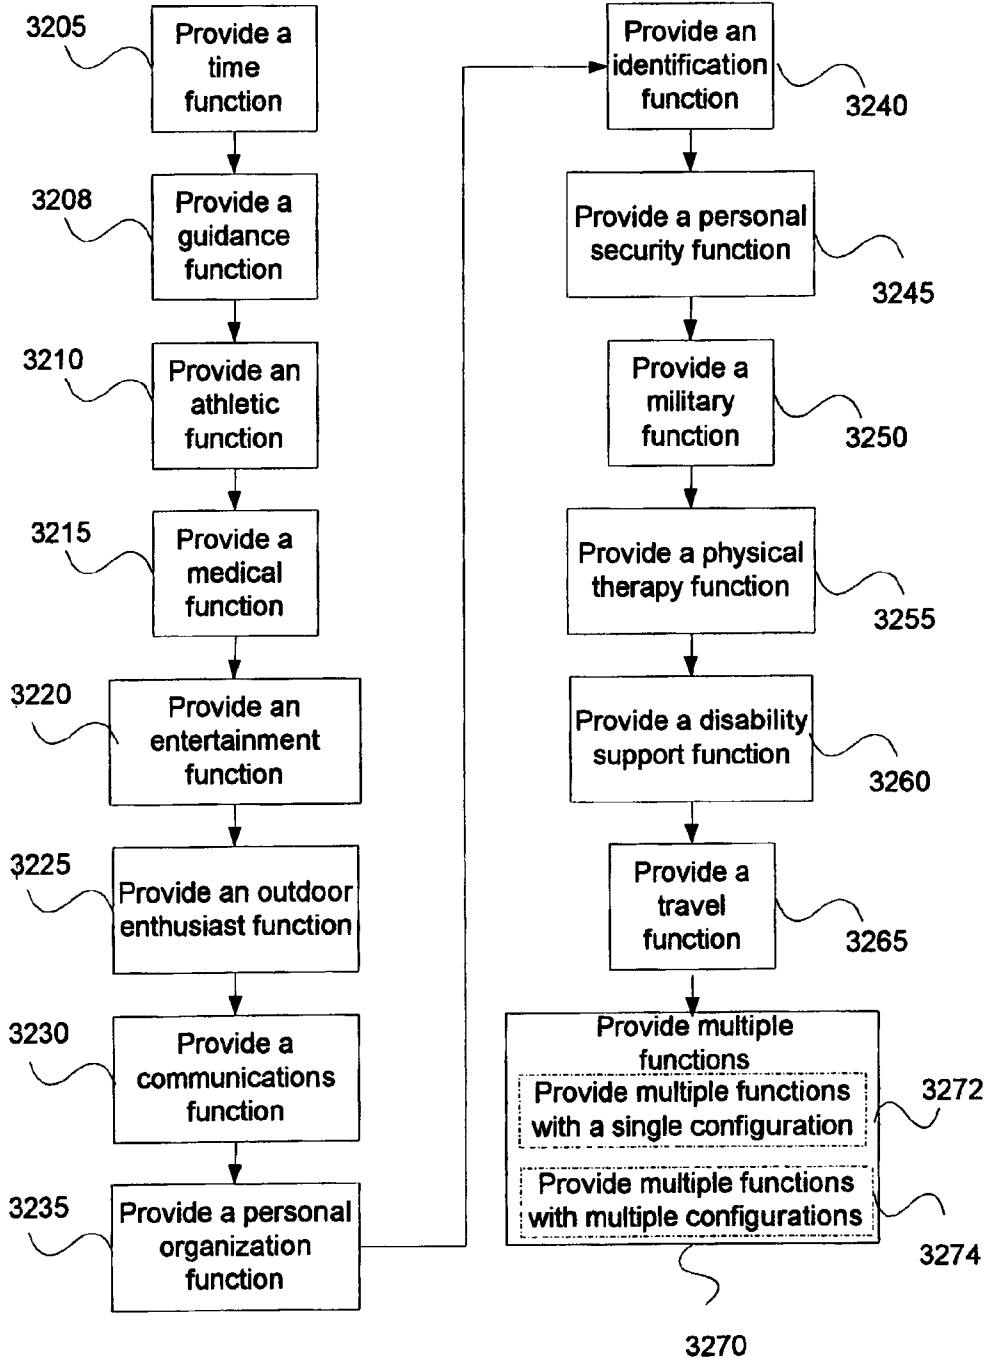 3205
Provide a
time
function
3208
Provide a
guidance
function
3210
Provide an
athletic
function
3215
Provide a
medical
function
3220
Provide an
entertainment
function
3225
Provide an outdoor
enthusiast function
3230
Provide a
communications
function
3235
Provide a personal
organization
function
Provide an
identification
function
3240
Provide a personal
security function
3245
Provide a
military
function
3250
Provide a physical
therapy function
3255
Provide a disability
support function
3260
Provide a
travel
function
3265
Provide multiple
functions
Provide multiple functions
with a single configuration
3272
Provide multiple functions
with multiple configurations
3274
3270